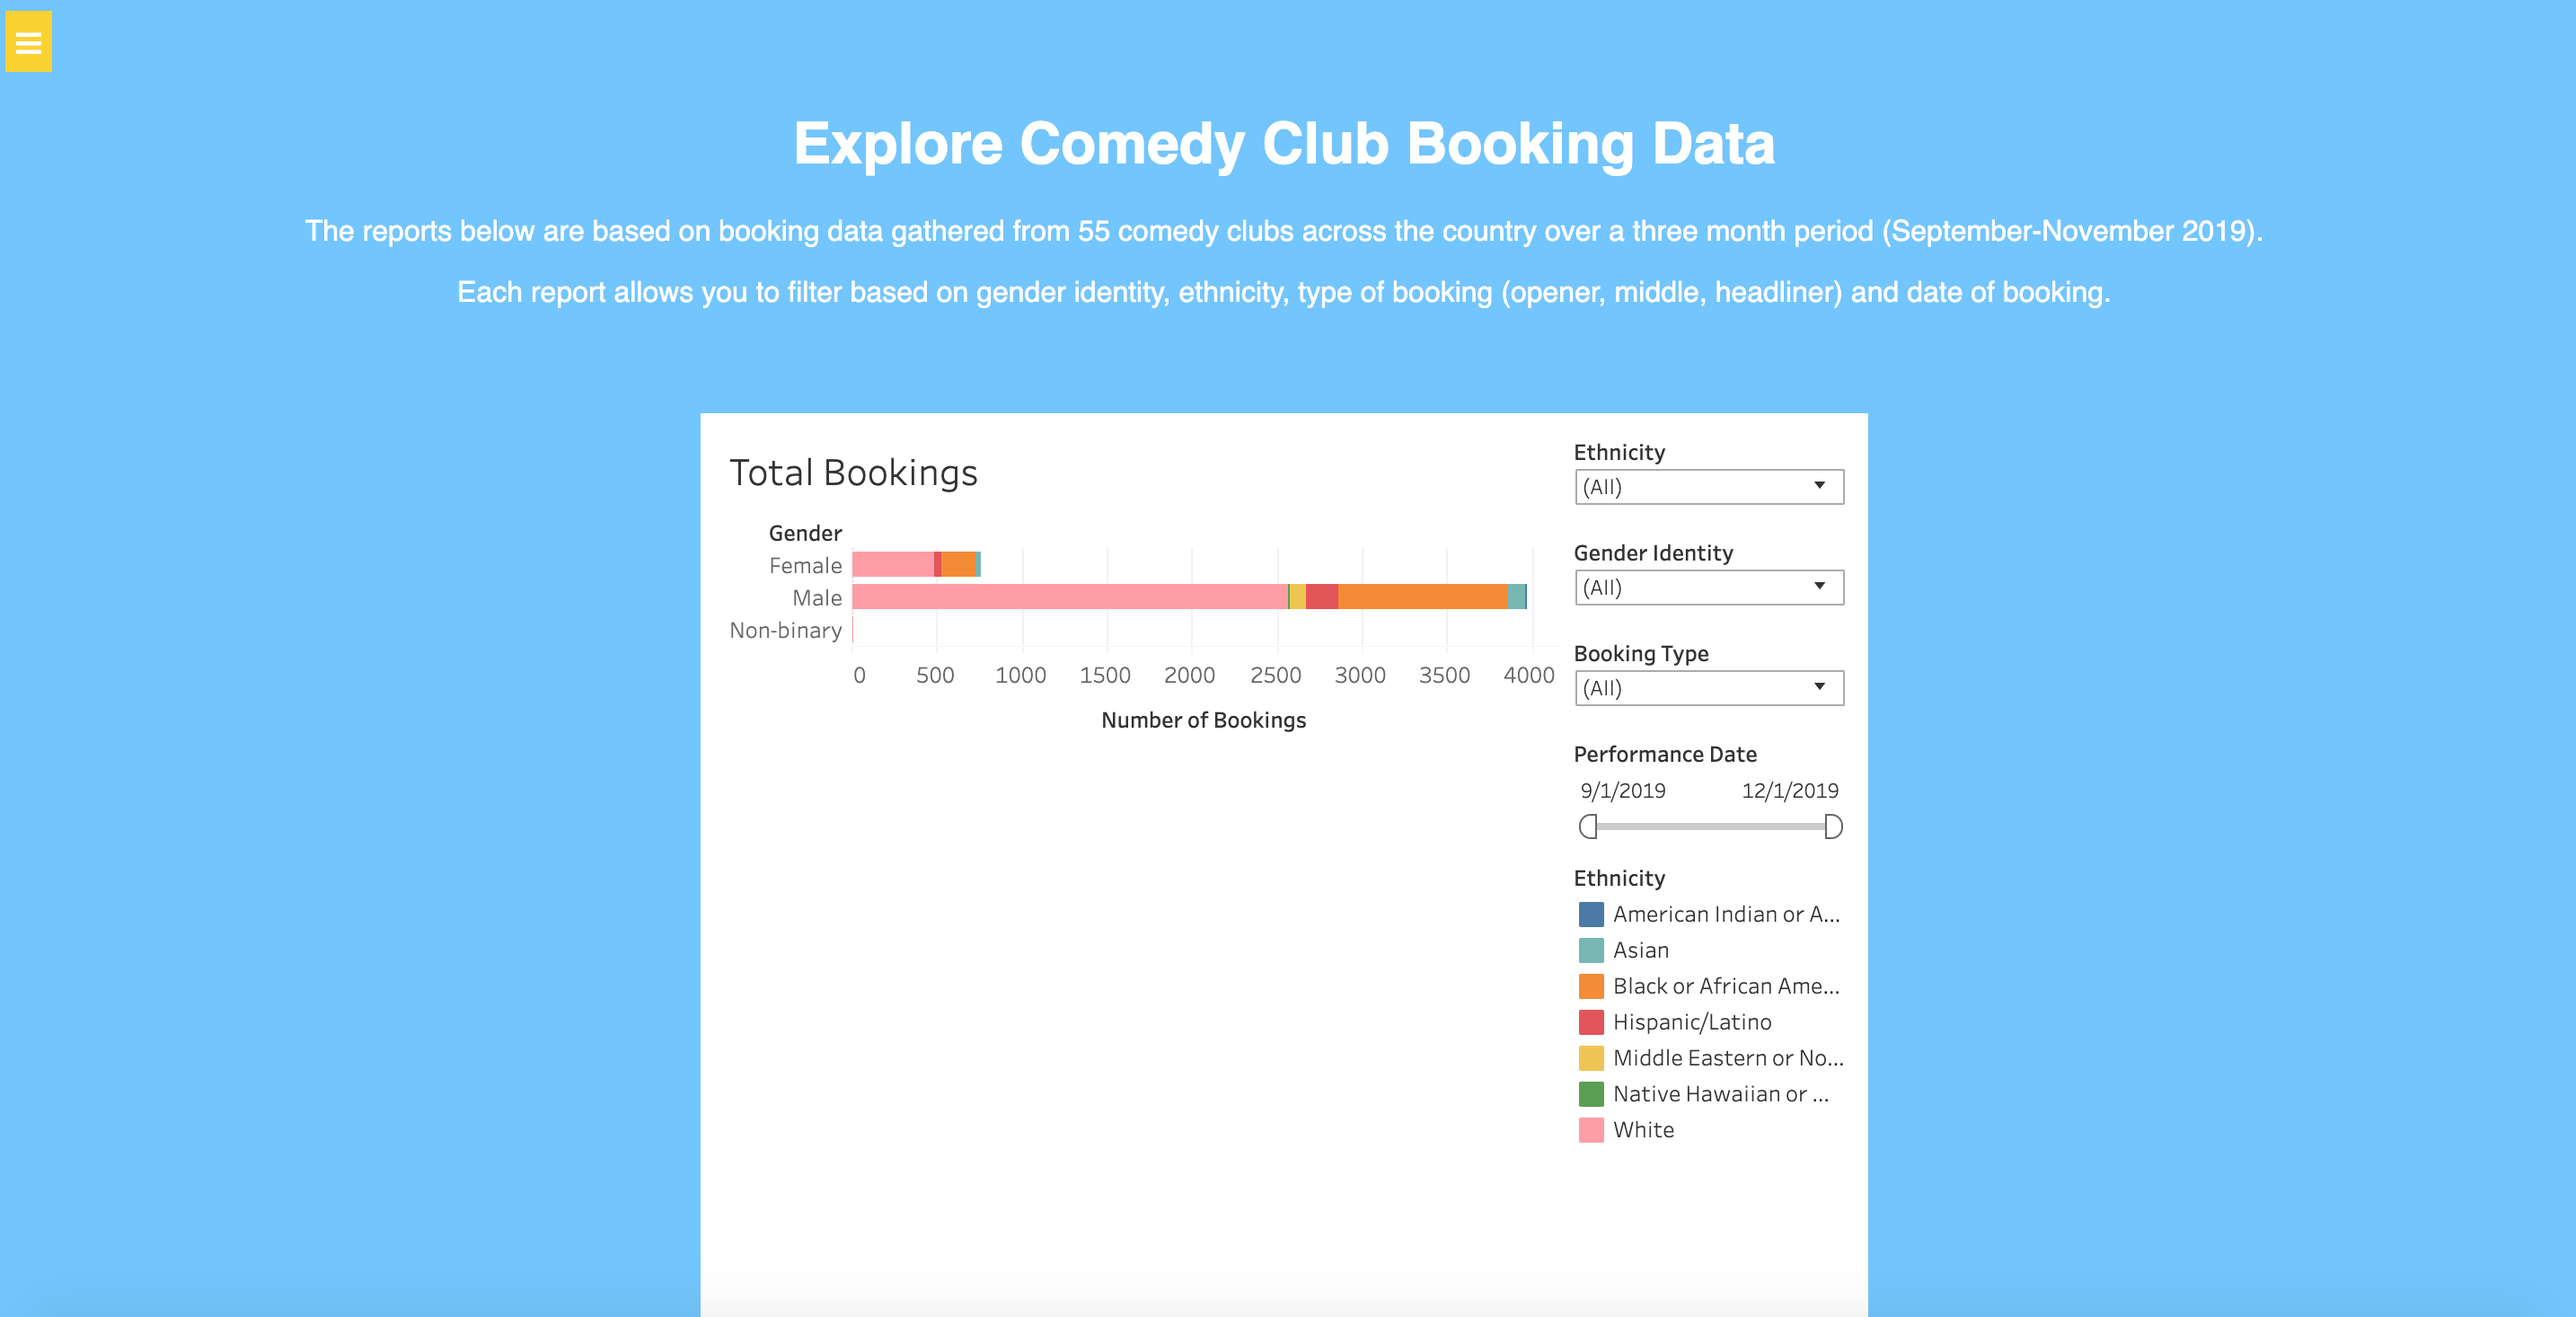 Explore Comedy Club Booking Data
The reports below are based on booking data gathered from 55 comedy clubs across the country over a three month period (September-November 2019).
Each report allows you to filter based on gender identity, ethnicity, type of booking (opener, middle, headliner) and date of booking.
Total Bookings
Gender
Female
Male
Non-binary
0 500 1000 1500 2000 2500 3000 3500 4000
Number of Bookings
Ethnicity
(All)
Gender Identity
(All)
Booking Type
(All)
Performance Date
9/1/2019 12/1/2019
Ethnicity
American Indian or A...
Asian
Black or African Ame...
Hispanic/Latino
Middle Eastern or No...
Native Hawaiian or ...
White